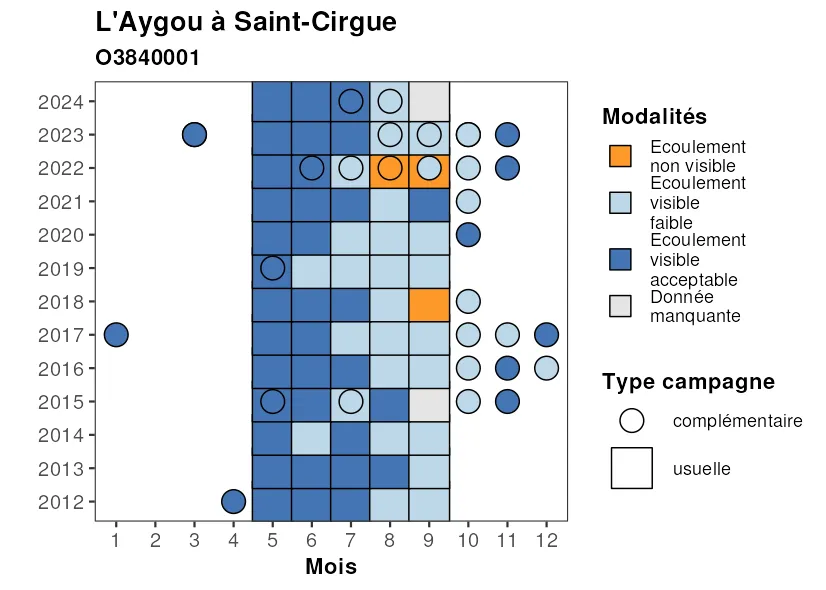 L'Aygou à Saint-Cirgue
O3840001
2024
2023
2022
2021
2020
2019
2018
2017
2016
2015
2014
2013
2012
1 2 3 4 5 6 7 8 9 10 11 12
Mois
Modalités
Ecoulement
non visible
Ecoulement
visible
faible
Ecoulement
visible
acceptable
Donnée
manquante
Type campagne
complémentaire
usuelle